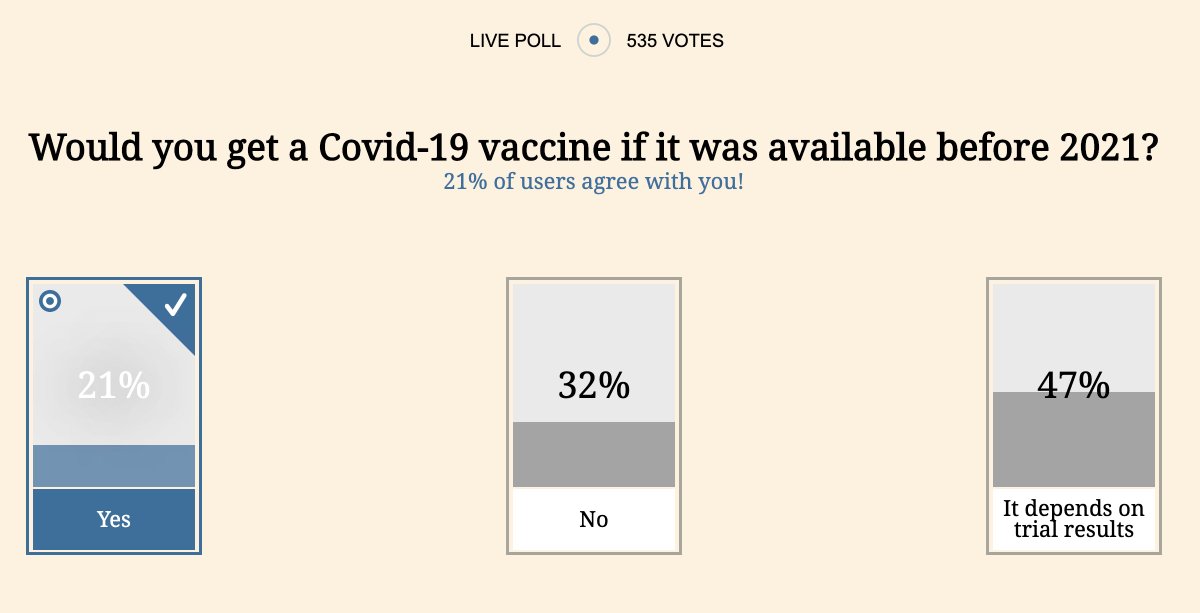 LIVE POLL 535 VOTES
Would you get a Covid-19 vaccine if it was available before 2021?
21% of users agree with you!
21%
32%
47%
Yes
No
It depends on
trial results